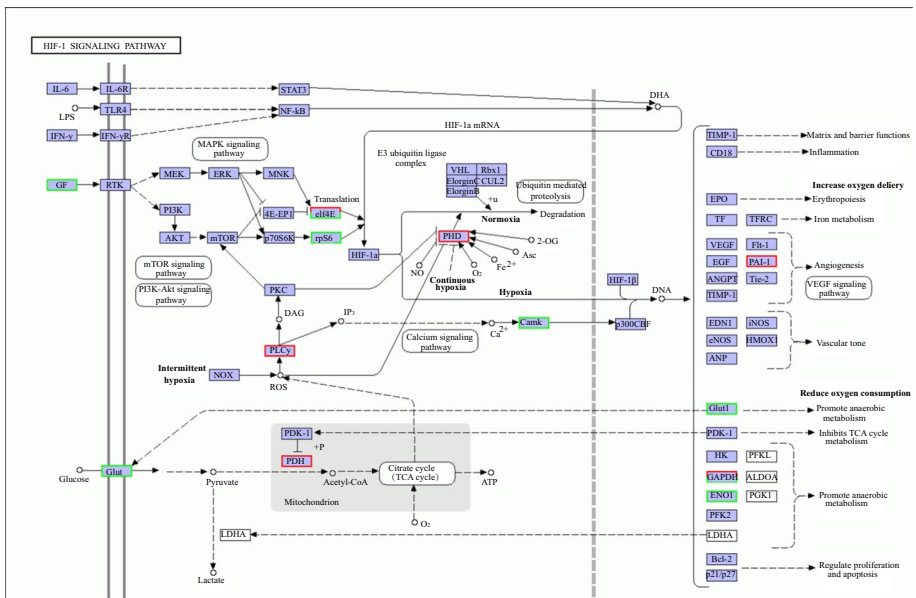 HIF-1 SIGNALING PATHWAY
IL-6
IL-6R
STAT3
DHA
LPS
TLR4
NF-kB
IFN-y
IFN-yR
HIF-1a mRNA
MAPK signaling
pathway
E3 ubiquitin ligase
complex
VHL
Rbx1
ElorginC
CUL2
ElorginB
+u
Ubiquitin mediated
proteolysis
GF
RTK
MEK
ERK
MNK
Tranalation
PI3K
4E-EP1
elf4E
Normoxia
Degradation
AKT
mTOR
p70S6K
rpS6
HIF-1a
PHD
2-OG
Asc
Fe2+
O2
NO
Continuous
hypoxia
mTOR signaling
pathway
PI3K-Akt signaling
pathway
PKC
Hypoxia
HIF-1β
DNA
DAG
IP3
Ca2+
Camk
p300CBF
Calcium signaling
pathway
PLCy
Intermittent
hypoxia
NOX
ROS
PDK-1
+P
PDH
Citrate cycle
(TCA cycle)
Glucose
Glut
Pyruvate
Acetyl-CoA
ATP
Mitochondrion
O2
LDHA
Lactate
TIMP-1
Matrix and barrier functions
CD18
Inflammation
Increase oxygen deliery
EPO
Erythropoiesis
TF
TFRC
Iron metabolism
VEGF
Flt-1
EGF
PAI-1
Angiogenesis
ANGPT
Tie-2
VEGF signaling
pathway
TIMP-1
EDN1
iNOS
eNOS
HMOX1
Vascular tone
ANP
Reduce oxygen consumption
Glut1
Promote anaerobic
metabolism
PDK-1
Inhibits TCA cycle
metabolism
HK
PFKL
GAPDH
ALDOA
ENO1
PGK1
Promote anaerobic
metabolism
PFK2
LDHA
Bcl-2
Regulate proliferation
and apoptosis
p21/p27